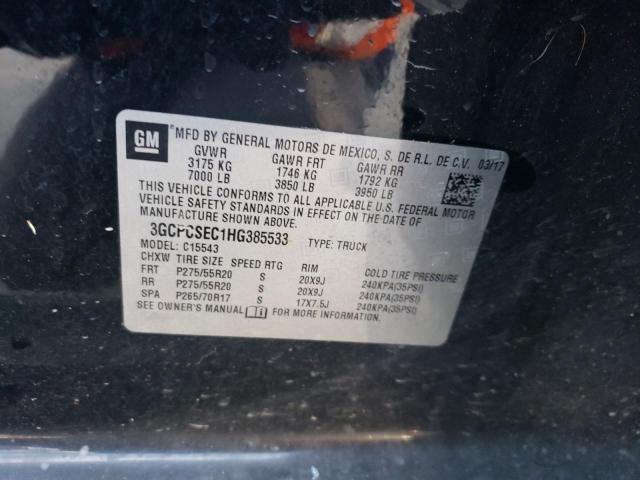 GM
MFD BY GENERAL MOTORS DE MEXICO, S. DE R.L. DE C.V. 03/17
GVWR GAWR FRT GAWR RR
3175 KG 1746 KG 1792 KG
7000 LB 3850 LB 3950 LB
THIS VEHICLE CONFORMS TO ALL APPLICABLE U.S. FEDERAL MOTOR
VEHICLE SAFETY STANDARDS IN EFFECT ON THE DATE OF
MANUFACTURE SHOWN ABOVE.
3GCPCSEC1HG385533 TYPE: TRUCK
MODEL: C15543
CHXW TIRE SIZE SPEED RTG RIM COLD TIRE PRESSURE
FRT P275/55R20 S 20X9J 240KPA(35PSI)
RR P275/55R20 S 20X9J 240KPA(35PSI)
SPA P265/70R17 S 17X7.5J 240KPA(35PSI)
SEE OWNER'S MANUAL FOR MORE INFORMATION.